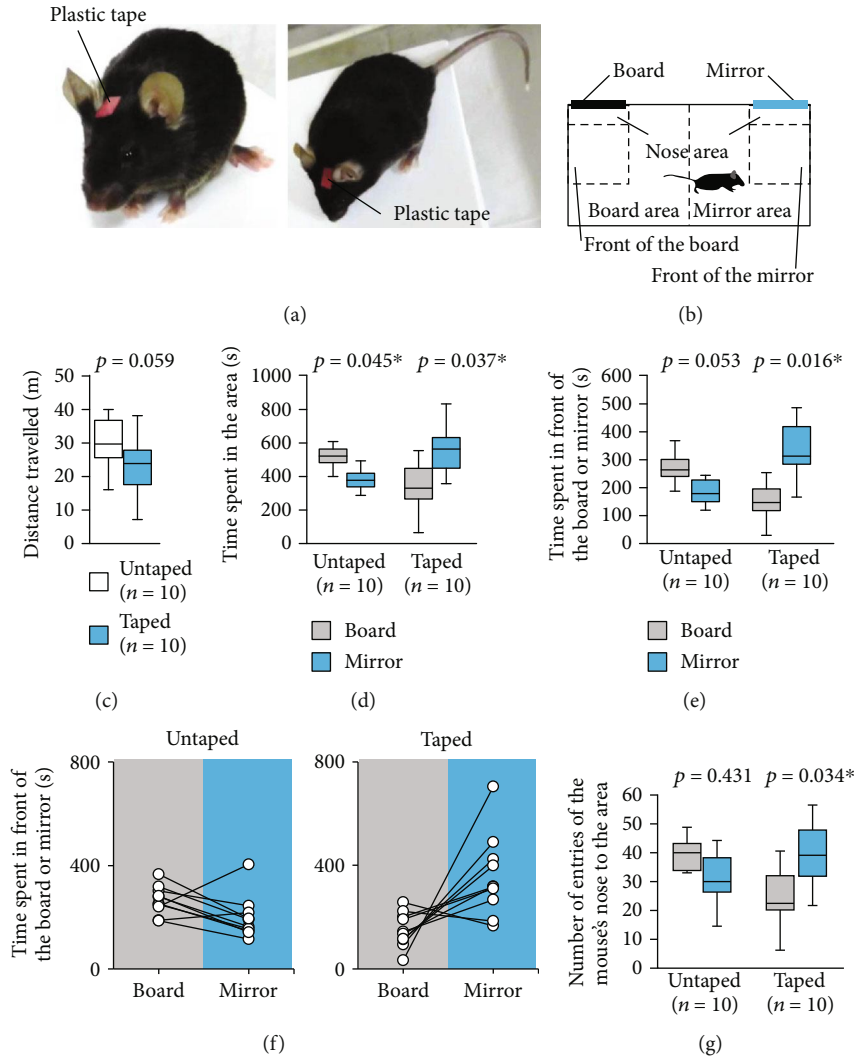 Plastic tape
Plastic tape
(a)
Board
Mirror
Nose area
Board area
Mirror area
Front of the board
Front of the mirror
(b)
p = 0.059
Distance travelled (m)
50
40
30
20
10
0
Untaped
(n = 10)
Taped
(n = 10)
(c)
p = 0.045*
p = 0.037*
Time spent in the area (s)
1000
800
600
400
200
0
Untaped
(n = 10)
Taped
(n = 10)
Board
Mirror
(d)
p = 0.053
p = 0.016*
Time spent in front of
the board or mirror (s)
600
500
400
300
200
100
0
Untaped
(n = 10)
Taped
(n = 10)
Board
Mirror
(e)
Untaped
Taped
Time spent in front of
the board or mirror (s)
800
400
0
Board
Mirror
800
400
0
Board
Mirror
(f)
p = 0.431
p = 0.034*
Number of entries of the
mouse's nose to the area
60
50
40
30
20
10
0
Untaped
(n = 10)
Taped
(n = 10)
(g)